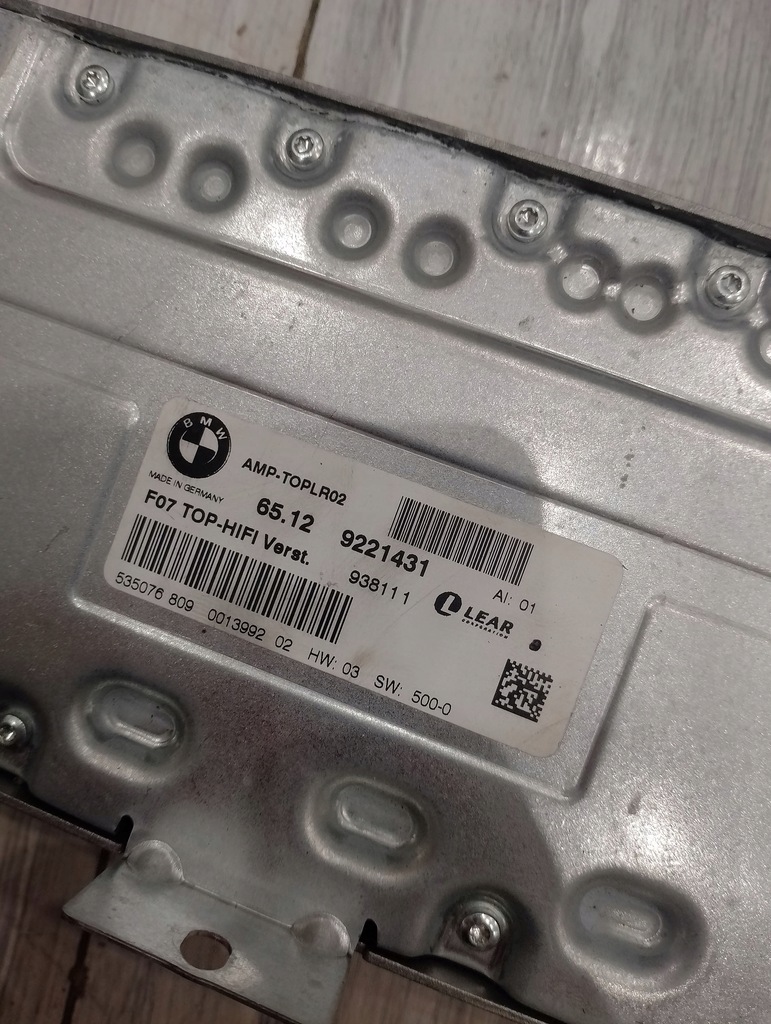 BMW
AMP-TOPLR02
MADE IN GERMANY
65.12 9221431
F07 TOP-HIFI Verst.
938111
AI: 01
LEAR
CORPORATION
535076 809 0013992 02 HW: 03 SW: 500-0